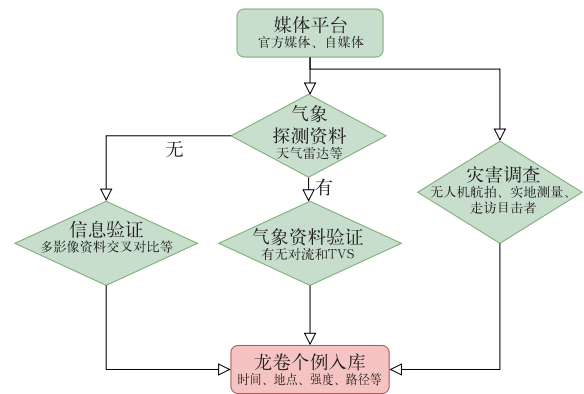 媒体平台
官方媒体、自媒体
气象
探测资料
天气雷达等
无
有
灾害调查
无人机航拍、实地测量、
走访目击者
信息验证
多影像资料交叉对比等
气象资料验证
有无对流和TVS
龙卷个例入库
时间、地点、强度、路径等